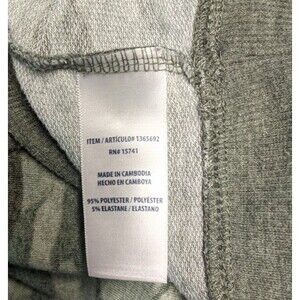 ITEM / ARTÍCULO# 1365692
RN# 15741
MADE IN CAMBODIA
HECHO EN CAMBOYA
95% POLYESTER / POLYESTER
5% ELASTANE / ELASTANO